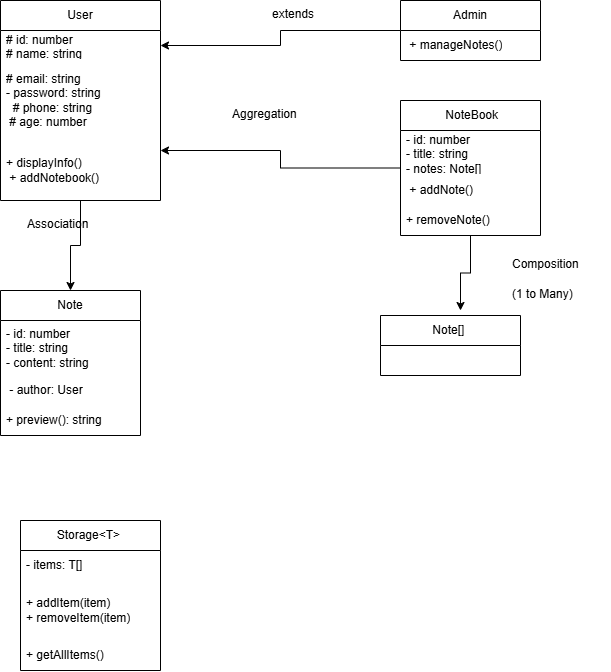 User
# id: number
# name: string
# email: string
- password: string
# phone: string
# age: number
+ displayInfo()
+ addNotebook()
extends
Admin
+ manageNotes()
Aggregation
NoteBook
- id: number
- title: string
- notes: Note[]
+ addNote()
+ removeNote()
Association
Composition
(1 to Many)
Note
- id: number
- title: string
- content: string
- author: User
+ preview(): string
Note[]
Storage<T>
- items: T[]
+ addItem(item)
+ removeItem(item)
+ getAllItems()